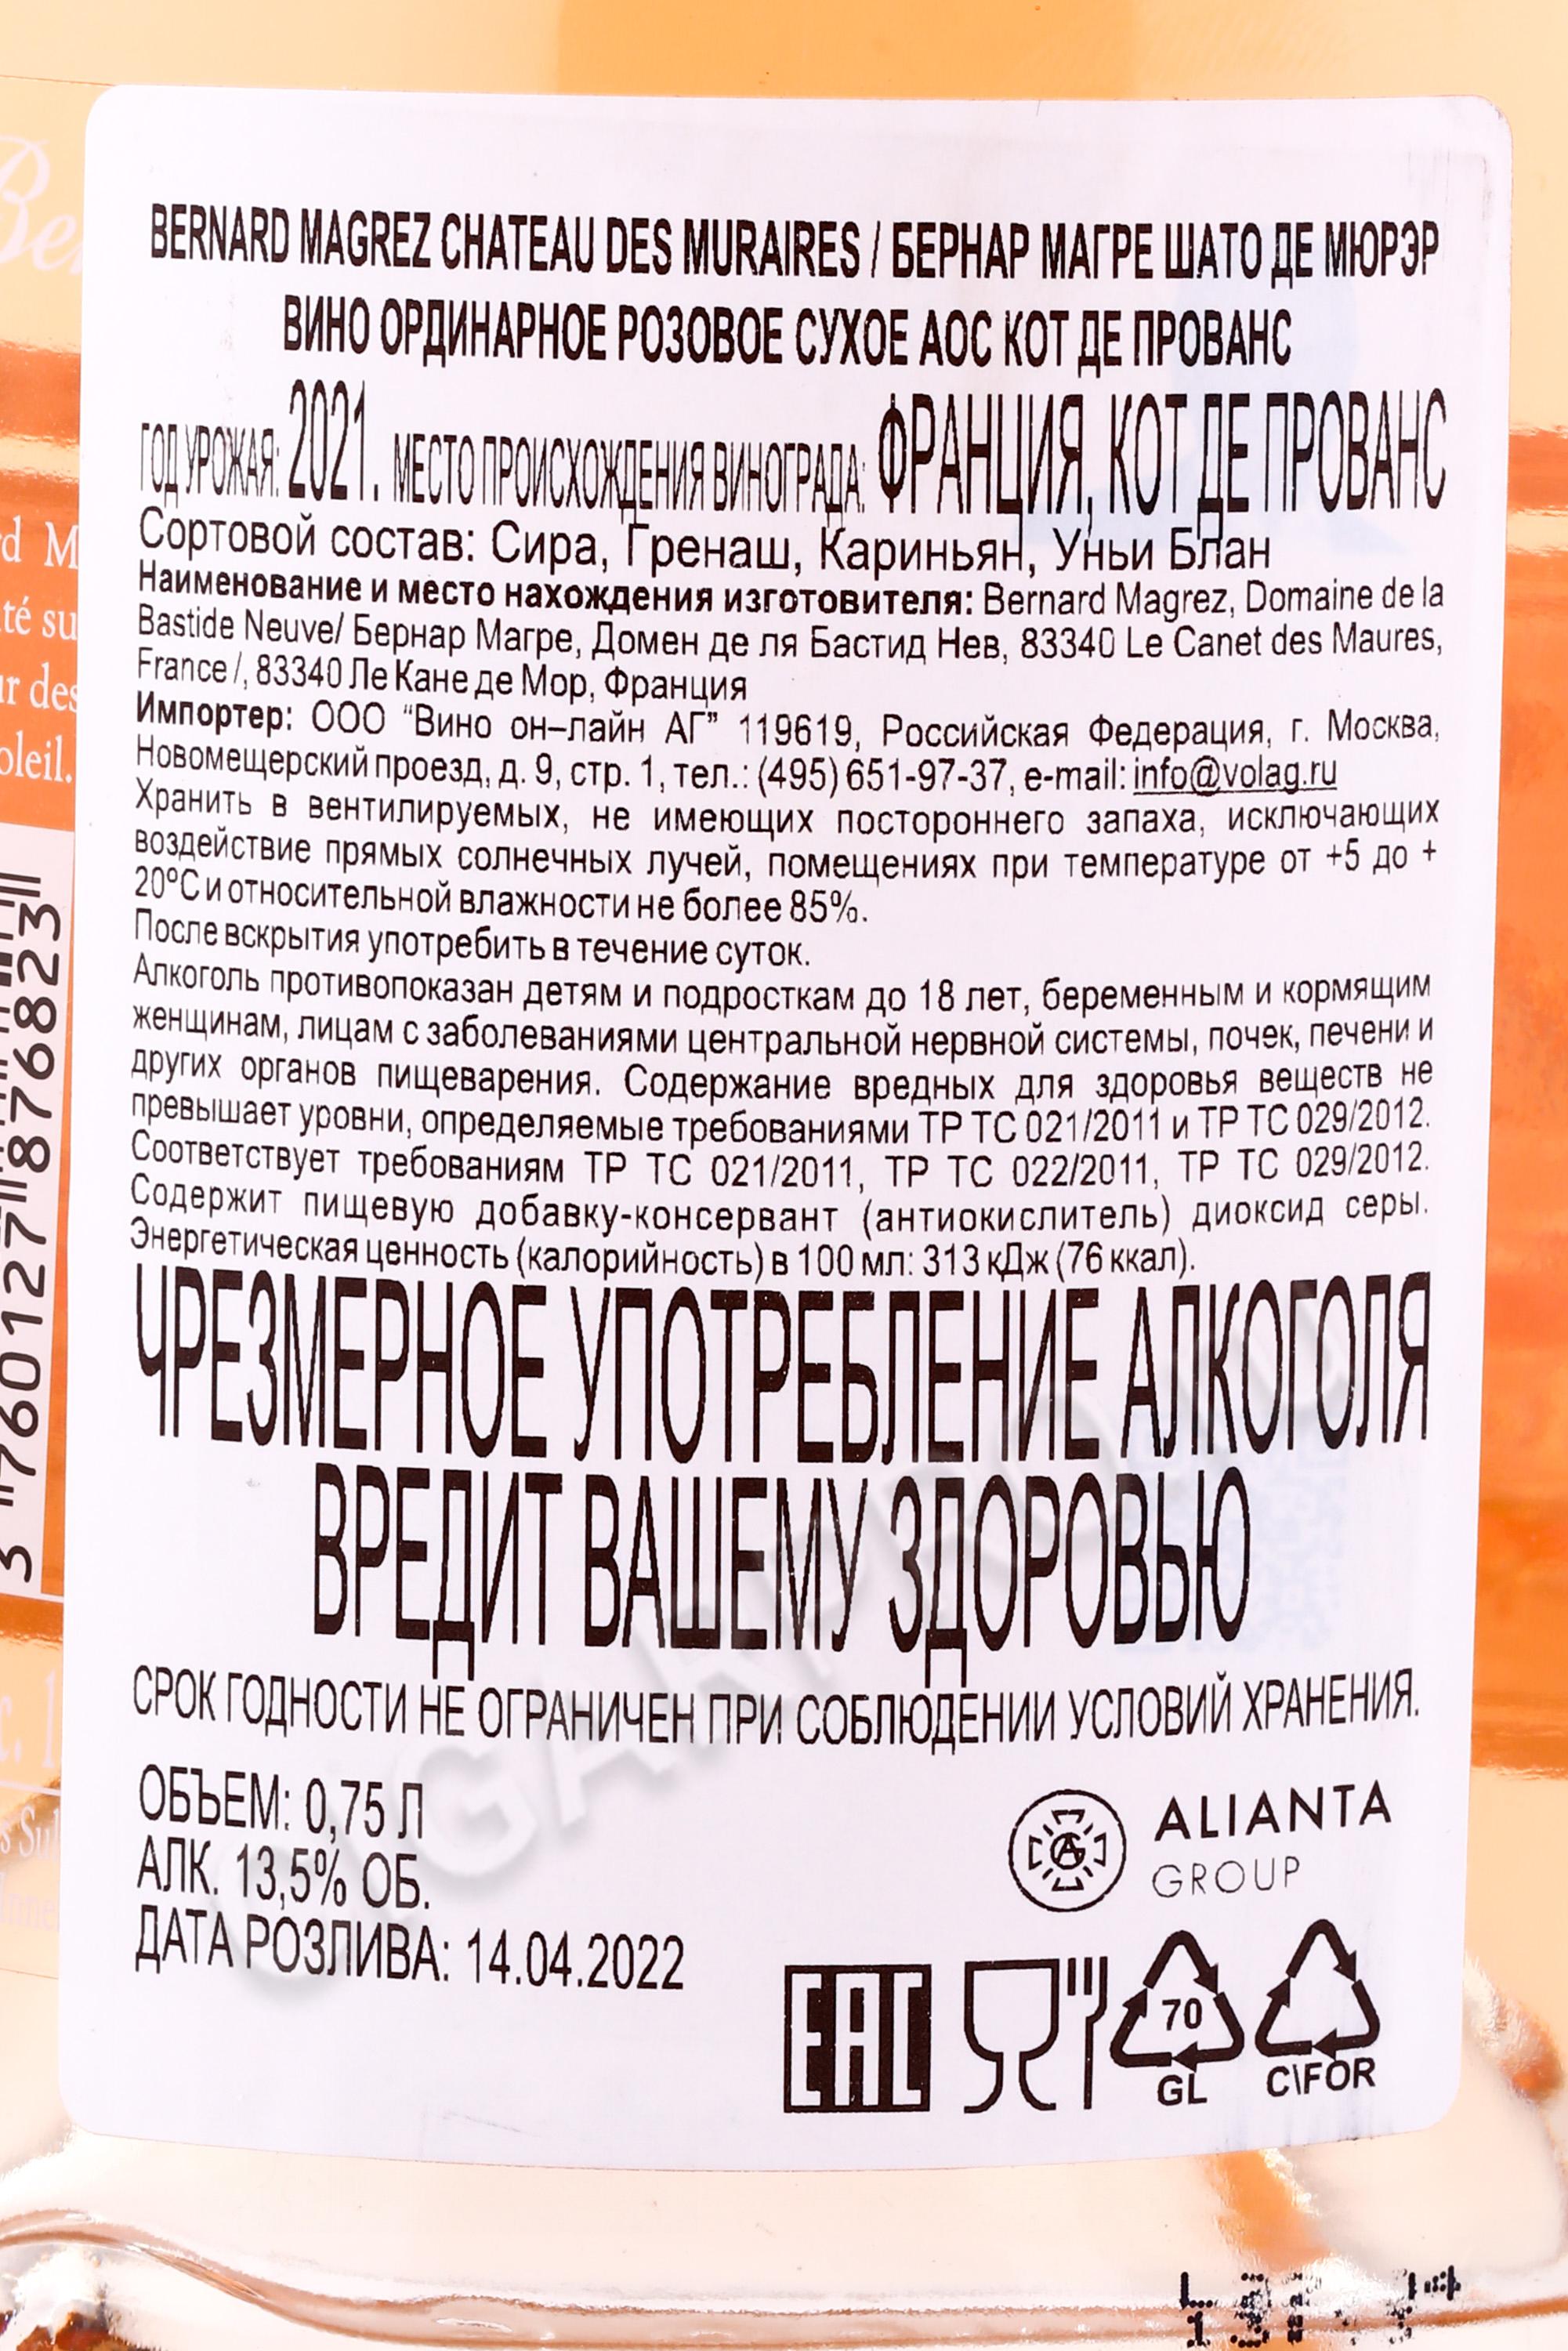 BERNARD MAGREZ CHATEAU DES MURAIRES / БЕРНАР МАГРЕ ШАТО ДЕ МЮРЭР
ВИНО ОРДИНАРНОЕ РОЗОВОЕ СУХОЕ АОС КОТ ДЕ ПРОВАНС
ГОД УРОЖАЯ: 2021. МЕСТО ПРОИСХОЖДЕНИЯ ВИНОГРАДА: ФРАНЦИЯ, КОТ ДЕ ПРОВАНС
Сортовой состав: Сира, Гренаш, Кариньян, Уньи Блан
Наименование и место нахождения изготовителя: Bernard Magrez, Domaine de la
Bastide Neuve/ Бернар Магре, Домен де ля Бастид Нев, 83340 Le Canet des Maures,
France /, 83340 Ле Кане де Мор, Франция
Импортер: ООО "Вино он–лайн АГ" 119619, Российская Федерация, г. Москва,
Новомещерский проезд, д. 9, стр. 1, тел.: (495) 651-97-37, e-mail: info@volag.ru
Хранить в вентилируемых, не имеющих постороннего запаха, исключающих
воздействие прямых солнечных лучей, помещениях при температуре от +5 до +
20°С и относительной влажности не более 85%.
После вскрытия употребить в течение суток.
Алкоголь противопоказан детям и подросткам до 18 лет, беременным и кормящим
женщинам, лицам с заболеваниями центральной нервной системы, почек, печени и
других органов пищеварения. Содержание вредных для здоровья веществ не
превышает уровни, определяемые требованиями ТР ТС 021/2011 и ТР ТС 029/2012.
Соответствует требованиям ТР ТС 021/2011, ТР ТС 022/2011, ТР ТС 029/2012.
Содержит пищевую добавку-консервант (антиокислитель) диоксид серы.
Энергетическая ценность (калорийность) в 100 мл: 313 кДж (76 ккал).
ЧРЕЗМЕРНОЕ УПОТРЕБЛЕНИЕ АЛКОГОЛЯ
ВРЕДИТ ВАШЕМУ ЗДОРОВЬЮ
СРОК ГОДНОСТИ НЕ ОГРАНИЧЕН ПРИ СОБЛЮДЕНИИ УСЛОВИЙ ХРАНЕНИЯ.
ОБЪЕМ: 0,75 Л
АЛК. 13,5% ОБ.
ДАТА РОЗЛИВА: 14.04.2022
ALIANTA
GROUP
EAC
70
GL
C\FOR
3 760127 876823